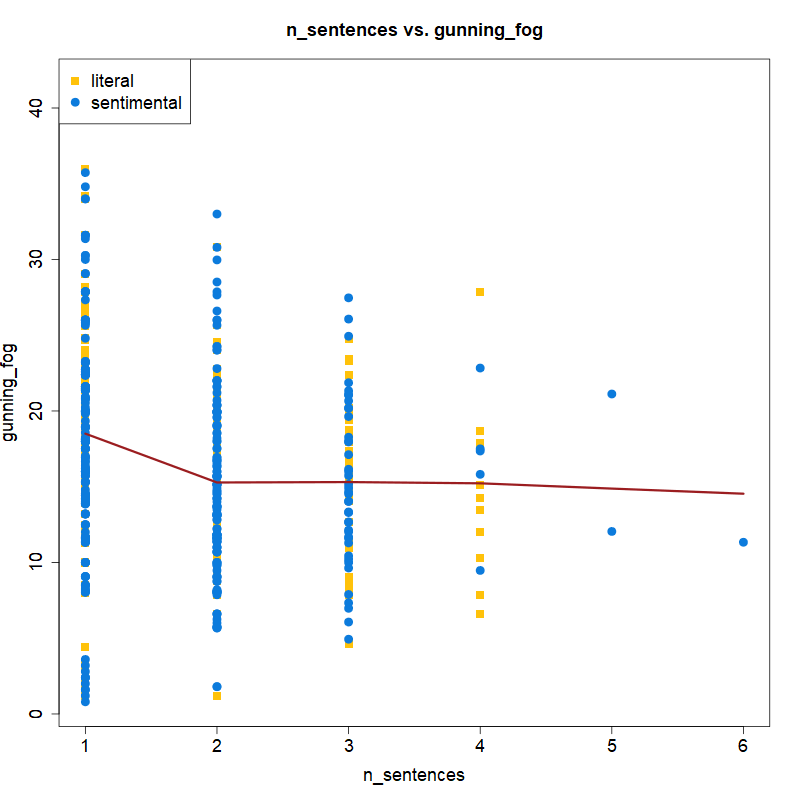 n_sentences vs. gunning_fog
literal
sentimental
40
30
20
10
0
gunning_fog
1 2 3 4 5 6
n_sentences